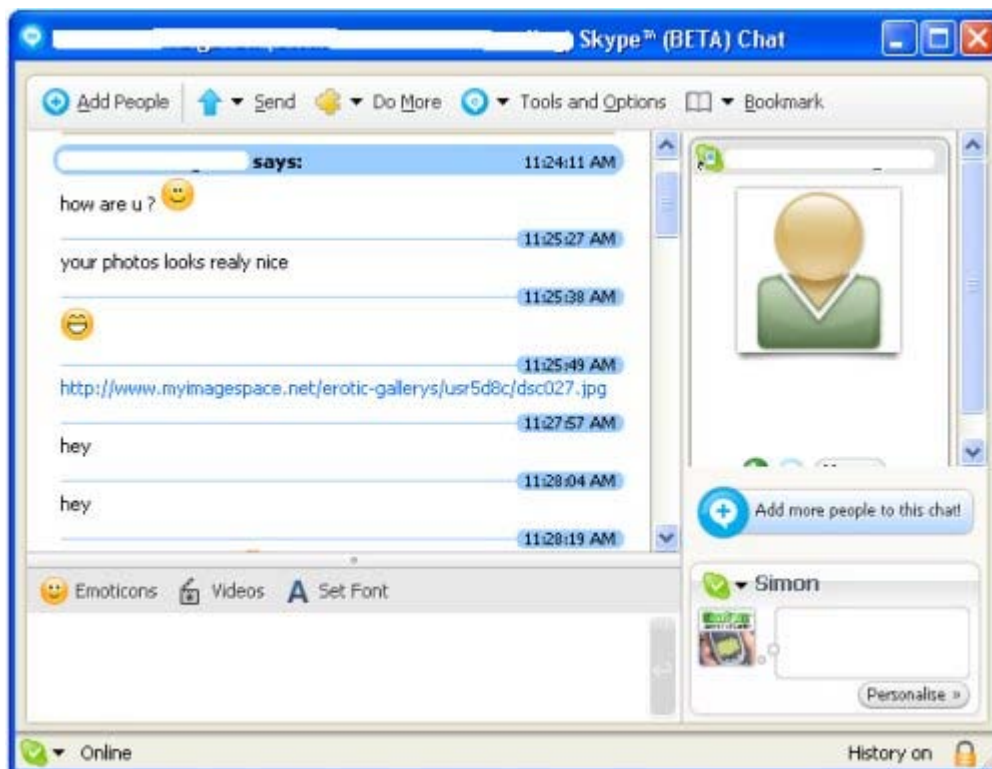 Skype™ (BETA) Chat
Add People Send Do More Tools and Options Bookmark
says: 11:24:11 AM
how are u ?
11:25:27 AM
your photos looks realy nice
11:25:38 AM
11:25:49 AM
http://www.myimagespace.net/erotic-gallerys/usr5d8c/dsc027.jpg
11:27:57 AM
hey
11:28:04 AM
hey
11:28:19 AM
Add more people to this chat!
Emoticons Videos A Set Font
Simon
Personalise »
Online History on